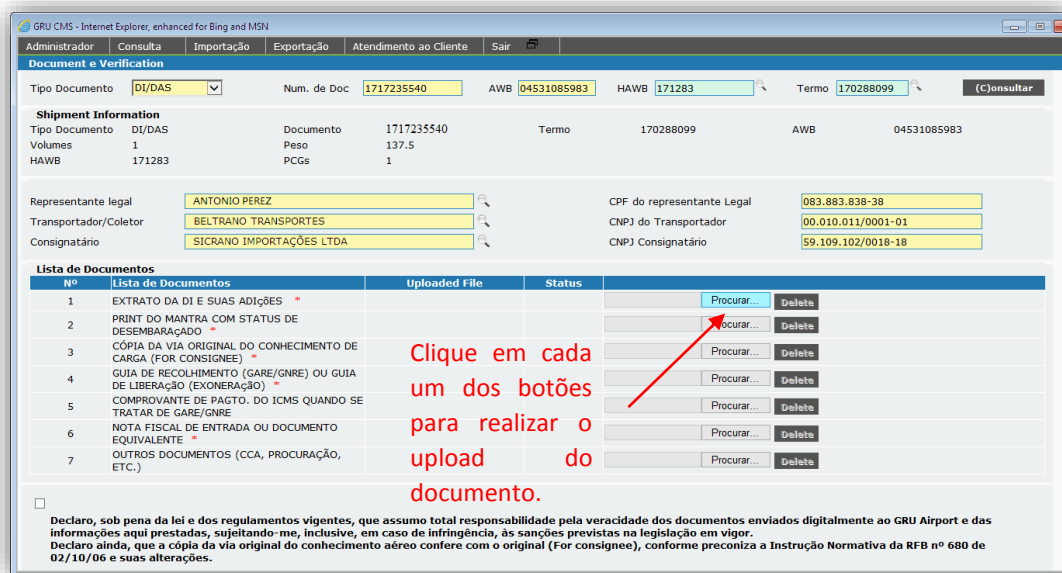 GRU CMS - Internet Explorer, enhanced for Bing and MSN
Administrador Consulta Importação Exportação Atendimento ao Cliente Sair
Document e Verification
Tipo Documento DI/DAS Num. de Doc 1717235540 AWB 04531085983 HAWB 171283 Termo 170288099 (C)onsultar
Shipment Information
Tipo Documento DI/DAS Documento 1717235540 Termo 170288099 AWB 04531085983
Volumes 1 Peso 137.5
HAWB 171283 PCGs 1
Representante legal ANTONIO PEREZ CPF do representante Legal 083.883.838-38
Transportador/Coletor BELTRANO TRANSPORTES CNPJ do Transportador 00.010.011/0001-01
Consignatário SICRANO IMPORTAÇÕES LTDA CNPJ Consignatário 59.109.102/0018-18
Lista de Documentos
Nº Lista de Documentos Uploaded File Status
1 EXTRATO DA DI E SUAS ADIçõES * Procurar... Delete
2 PRINT DO MANTRA COM STATUS DE
DESEMBARAçADO * Procurar... Delete
3 CÓPIA DA VIA ORIGINAL DO CONHECIMENTO DE
CARGA (FOR CONSIGNEE) * Procurar... Delete
4 GUIA DE RECOLHIMENTO (GARE/GNRE) OU GUIA
DE LIBERAçãO (EXONERAçãO) * Procurar... Delete
5 COMPROVANTE DE PAGTO. DO ICMS QUANDO SE
TRATAR DE GARE/GNRE Procurar... Delete
6 NOTA FISCAL DE ENTRADA OU DOCUMENTO
EQUIVALENTE * Procurar... Delete
7 OUTROS DOCUMENTOS (CCA, PROCURAÇÃO,
ETC.) Procurar... Delete
Clique em cada
um dos botões
para realizar o
upload do
documento.
Declaro, sob pena da lei e dos regulamentos vigentes, que assumo total responsabilidade pela veracidade dos documentos enviados digitalmente ao GRU Airport e das
informações aqui prestadas, sujeitando-me, inclusive, em caso de infringência, às sanções previstas na legislação em vigor.
Declaro ainda, que a cópia da via original do conhecimento aéreo confere com o original (For consignee), conforme preconiza a Instrução Normativa da RFB nº 680 de
02/10/06 e suas alterações.